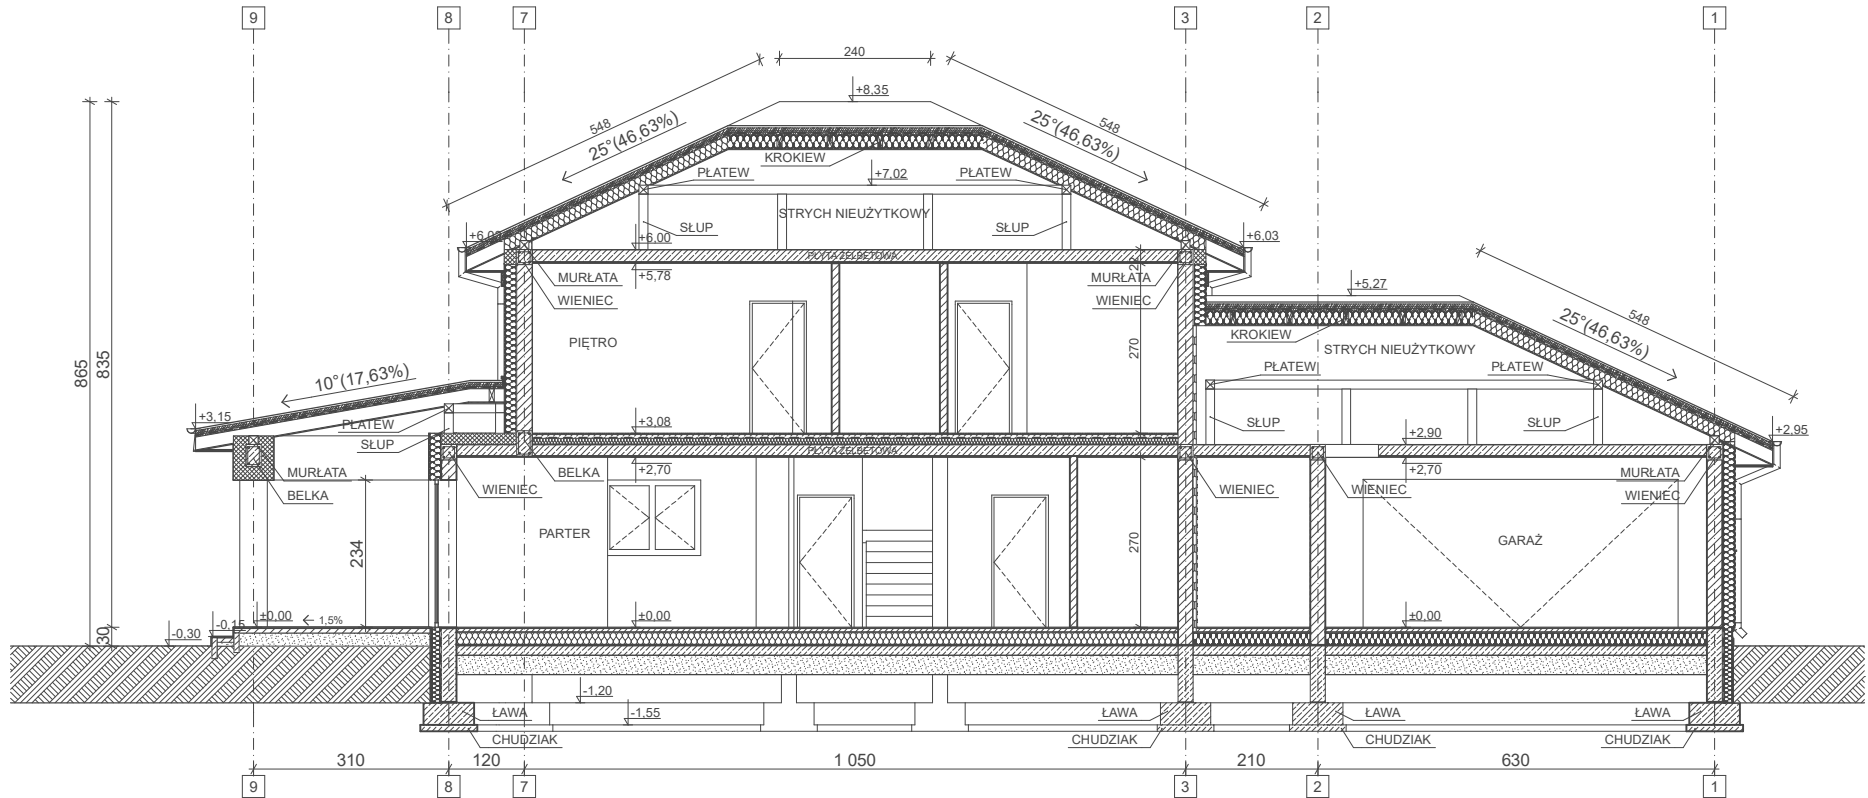 9
8
7
3
2
1
240
+8,35
548
25°(46,63%)
25°(46,63%)
548
KROKIEW
PŁATEW
+7,02
PŁATEW
STRYCH NIEUŻYTKOWY
SŁUP
SŁUP
+6,03
+6,00
+6,03
PŁYTA ŻELBETOWA
22
+5,78
MURŁATA
MURŁATA
WIENIEC
WIENIEC
+5,27
548
25°(46,63%)
KROKIEW
STRYCH NIEUŻYTKOWY
PIĘTRO
270
865
835
10°(17,63%)
PŁATEW
PŁATEW
+3,15
PŁATEW
+3,08
SŁUP
SŁUP
SŁUP
+2,90
+2,95
PŁYTA ŻELBETOWA
MURŁATA
BELKA
+2,70
+2,70
MURŁATA
BELKA
WIENIEC
WIENIEC
WIENIEC
WIENIEC
PARTER
234
270
GARAŻ
±0,00
1,5%
±0,00
±0,00
-0,30
-0,15
30
-1,20
-1,55
ŁAWA
ŁAWA
ŁAWA
ŁAWA
CHUDZIAK
CHUDZIAK
CHUDZIAK
CHUDZIAK
310
120
1 050
210
630
9
8
7
3
2
1